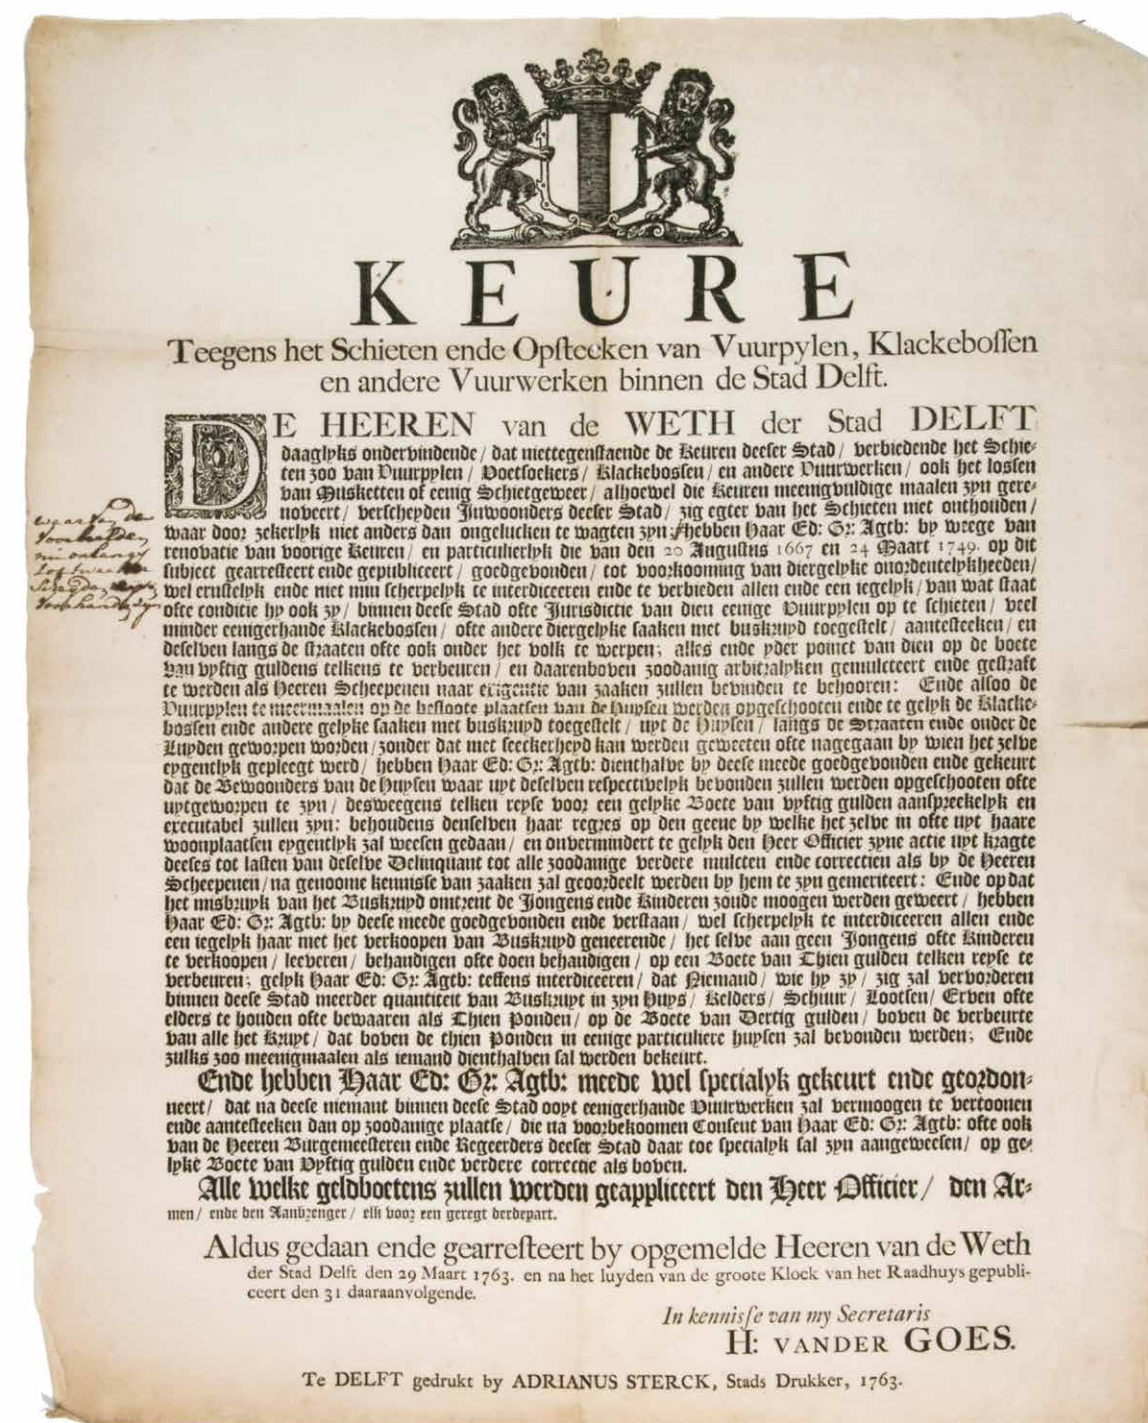 KEURE
Teegens het Schieten ende Opsteecken van Vuurpylen, Klackebossen
en andere Vuurwerken binnen de Stad Delft.
DE HEEREN van de WETH der Stad DELFT
daaglyks ondervindende / dat niettegenstaende de Keuren deeser Stad / verbiedende het Schie-
ten zoo van Vuurpylen / Voetsoekers / Klackebossen / en andere Vuurwerken / ook het lossen
van Musketten of eenig Schietgeweer / alhoewel die Keuren meenigvuldige maalen zyn gere-
noveert / verscheyden Inwoonders deeser Stad / zig egter van het Schieten niet onthouden /
waar door zekerlyk niet anders dan ongelucken te wagten zyn; hebben Haar Ed: Gr: Agtb: by weege van
renovatie van voorige Keuren / en particulierlyk die van den 20 Augustus 1667 en 24 Maart 1749. op dit
subject gearresteert ende gepubliceert / goedgevonden / tot voorkooming van diergelyke onordentelykheeden /
wel ernstelyk ende niet min scherpelyk te interdiceeren ende te verbieden allen ende een iegelyk / van wat staat
ofte conditie hy ook zy / binnen deese Stad ofte Jurisdictie van dien eenige Vuurpylen op te schieten / veel
minder eenigerhande Klackebossen / ofte andere diergelyke saaken met buskruyd toegestelt / aantesteeken / en
deselven langs de straaten ofte ook onder het volk te werpen; alles ende yder poinct van dien op de boete
van vyftig guldens telkens te verbeuren / en daarenboven zoodanig arbitralyken gemulcteert ende gestraft
te werden als Heeren Scheepenen naar exigentie van zaaken zullen bevinden te behooren: Ende alsoo de
Vuurpylen te meermaalen op de beslote plaatsen van de Huysen werden opgeschooten ende te gelyk de Klacke-
bossen ende andere gelyke saaken met buskruyd toegestelt / uyt de Huysen / langs de Straaten ende onder de
Luyden geworpen worden / zonder dat met seeckerheyd kan werden geweeten ofte nagegaan by wien het zelve
eygentlyk gepleegt werd / hebben Haar Ed: Gr: Agtb: dienthalve by deese meede goedgevonden ende gekeurt
dat de Bewoonders van de Huysen waar uyt deselven respectivelyk bevonden zullen werden opgeschooten ofte
uytgeworpen te zyn / desweegens telken reyse voor een gelyke Boete van vyftig gulden aanspreekelyk en
executabel zullen zyn: behoudens denselven haar regres op den geene by welke het zelve in ofte uyt haare
woonplaatsen eygentlyk zal weesen gedaan / en onvermindert te gelyk den Heer Officier zyne actie uyt kragte
deeses tot lasten van deselve Delinquant tot alle zoodanige verdere mulcten ende correctien als by de Heeren
Scheepenen / na genoome kennisse van zaaken zal geoordeelt werden by hem te zyn gemeriteert: Ende op dat
het misbruyk van het Buskruyd omtrent de Jongens ende Kinderen zoude moogen werden geweert / hebben
Haar Ed: Gr: Agtb: by deese meede goedgevonden ende verstaan / wel scherpelyk te interdiceeren allen ende
een iegelyk haar met het verkoopen van Buskruyd geneerende / het selve aan geen Jongens ofte Kinderen
te verkoopen / leeveren / behandigen ofte doen behandigen / op een Boete van Thien gulden telken reyse te
verbeuren; gelyk Haar Ed: Gr: Agtb: teffens interdiceeren / dat Niemand / wie hy zy / zig zal vervorderen
binnen deese Stad meerder quantiteit van Buskruyt in zyn Huys / Kelders / Schuur / Lootsen / Erven ofte
elders te houden ofte bewaaren als Thien Ponden / op de Boete van Dertig gulden / boven de verbeurte
van alle het Kruyt / dat boven de thien Ponden in eenige particuliere huysen zal bevonden werden; Ende
zulks zoo meenigmaalen als iemand dienthalven sal werden bekeurt.
Ende hebben Haar Ed: Gr: Agtb: meede wel specialyk gekeurt ende geordon-
neert / dat na deese niemant binnen deese Stad ooyt eenigerhande Vuurwerken zal vermoogen te vertoonen
ende aantesteeken dan op zoodanige plaatse / die na voorbekoomen Consent van Haar Ed: Gr: Agtb: ofte ook
van de Heeren Burgemeesteren ende Regeerders deeser Stad daar toe specialyk sal zyn aangeweesen / op ge-
lyke Boete van Vyftig gulden ende verdere correctie als boven.
Alle welke geldboetens zullen werden geappliceert den Heer Officier / den Ar-
men / ende den Aanbrenger / elk voor een geregt derdepart.
Aldus gedaan ende gearresteert by opgemelde Heeren van de Weth
der Stad Delft den 29 Maart 1763. en na het luyden van de groote Klock van het Raadhuys gepubli-
ceert den 31 daaraanvolgende.
In kennisse van my Secretaris
H: VANDER GOES.
Te DELFT gedrukt by ADRIANUS STERCK, Stads Drukker, 1763.